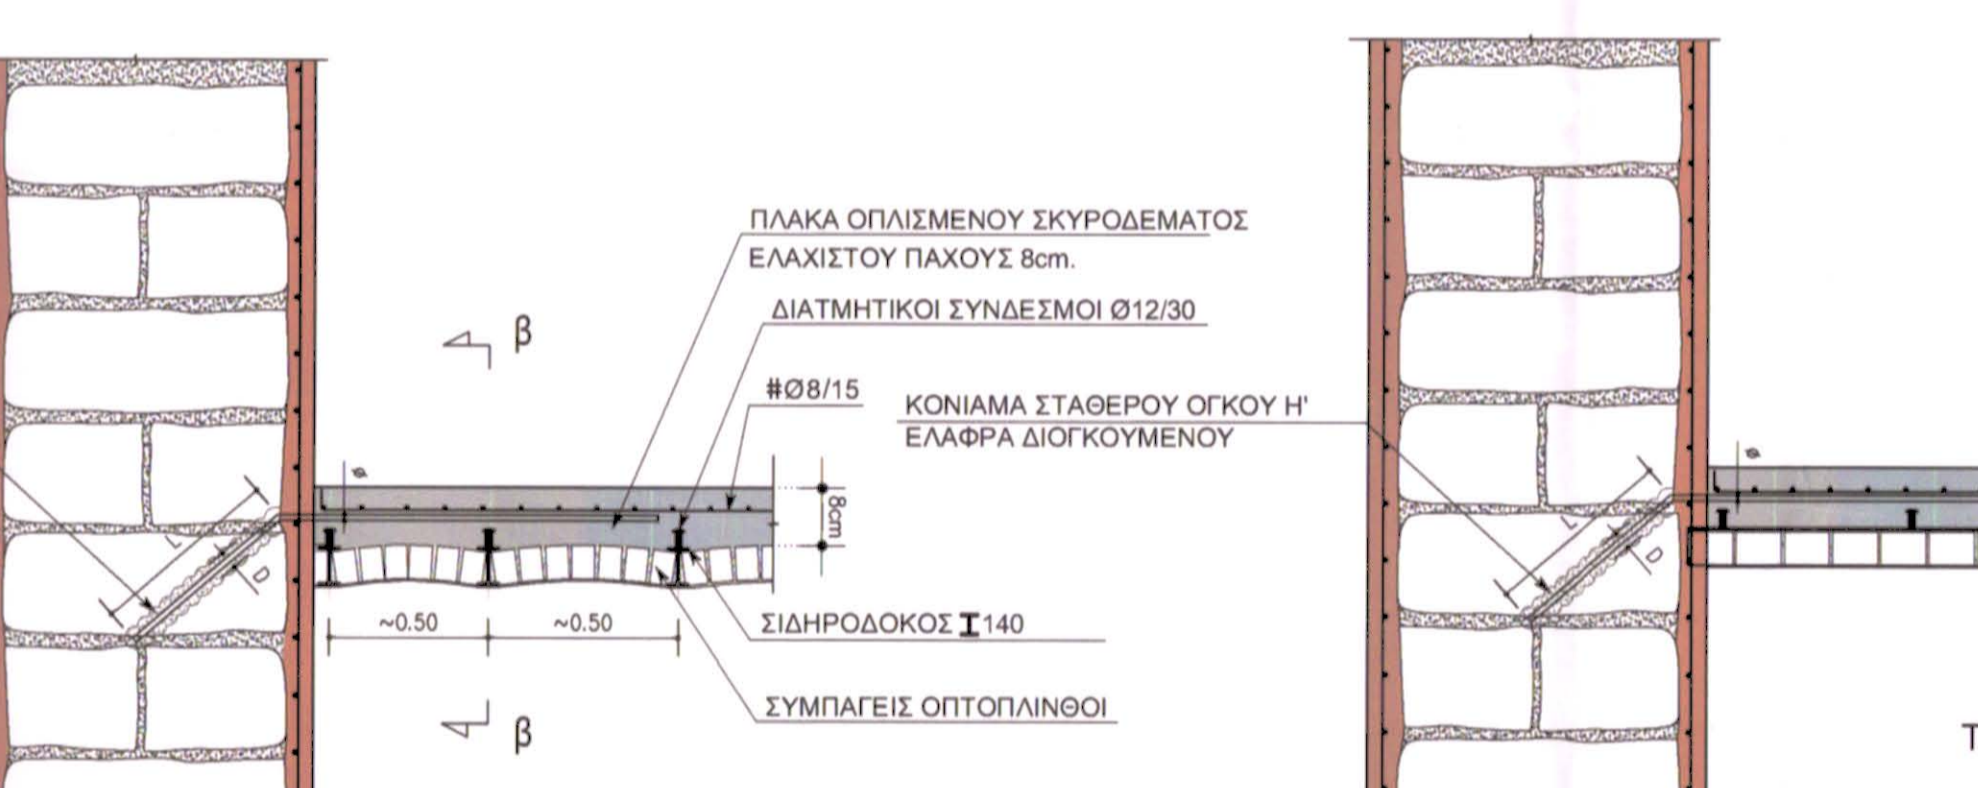 ΠΛΑΚΑ ΟΠΛΙΣΜΕΝΟΥ ΣΚΥΡΟΔΕΜΑΤΟΣ
ΕΛΑΧΙΣΤΟΥ ΠΑΧΟΥΣ 8cm.
ΔΙΑΤΜΗΤΙΚΟΙ ΣΥΝΔΕΣΜΟΙ Ø12/30
β
#Ø8/15
ΚΟΝΙΑΜΑ ΣΤΑΘΕΡΟΥ ΟΓΚΟΥ Η'
ΕΛΑΦΡΑ ΔΙΟΓΚΟΥΜΕΝΟΥ
ø
ø
8cm
L
D
L
D
~0.50
~0.50
ΣΙΔΗΡΟΔΟΚΟΣ I140
ΣΥΜΠΑΓΕΙΣ ΟΠΤΟΠΛΙΝΘΟΙ
β
Τ